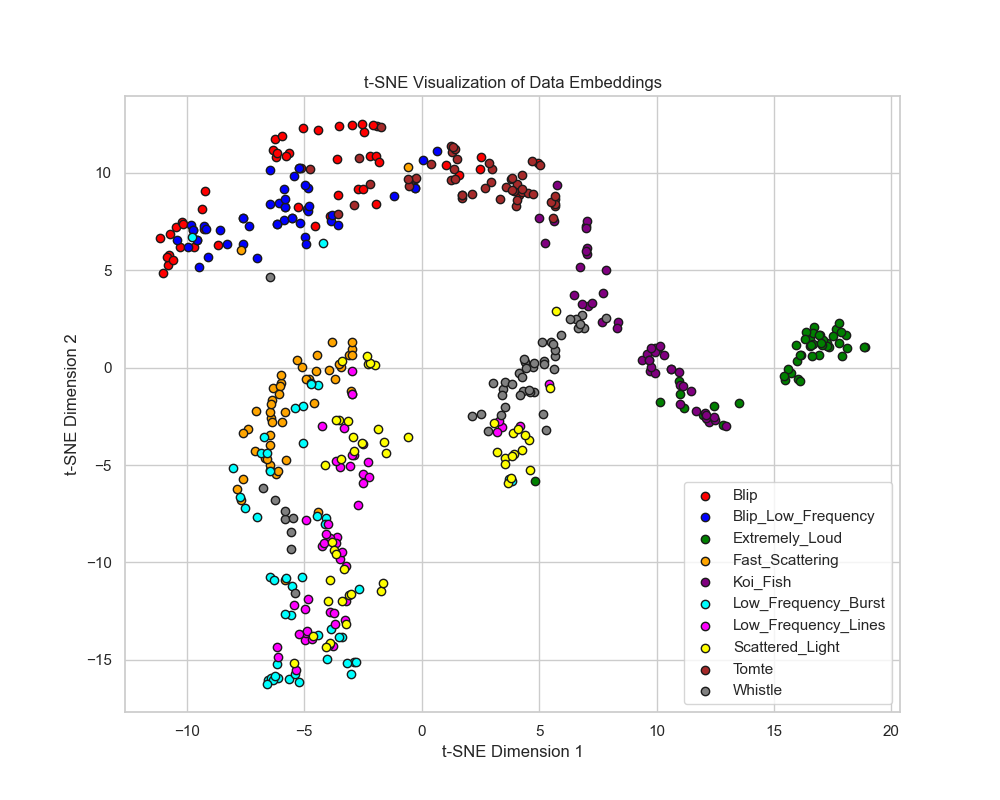 t-SNE Visualization of Data Embeddings
t-SNE Dimension 2
10
5
0
−5
−10
−15
Blip
Blip_Low_Frequency
Extremely_Loud
Fast_Scattering
Koi_Fish
Low_Frequency_Burst
Low_Frequency_Lines
Scattered_Light
Tomte
Whistle
−10 −5 0 5 10 15 20
t-SNE Dimension 1